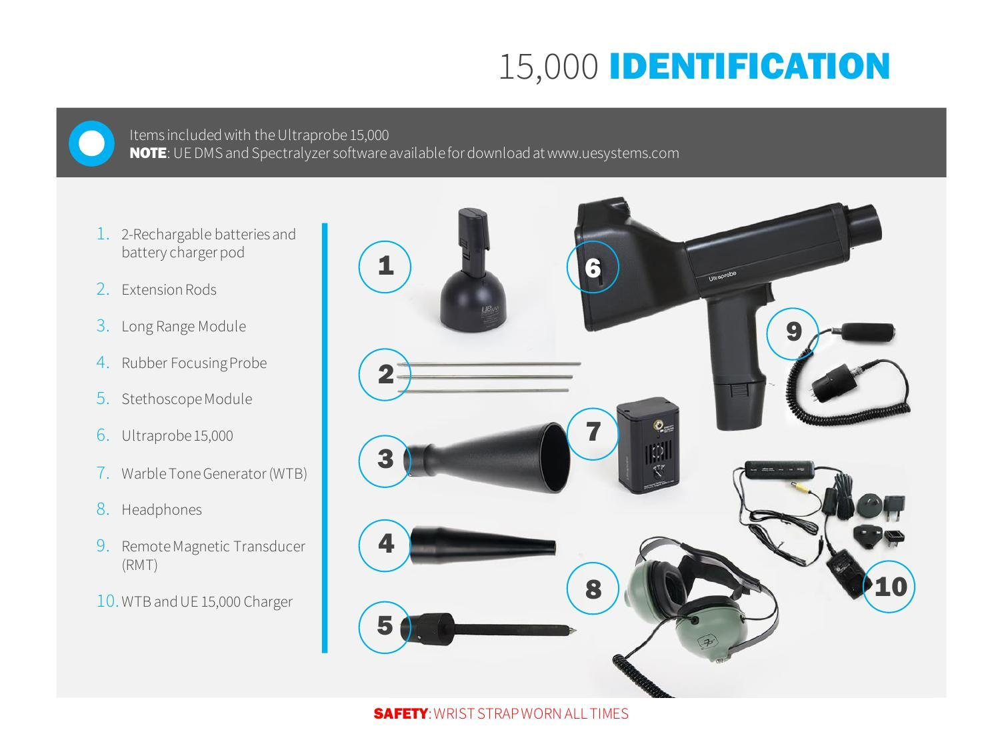 15,000 IDENTIFICATION
Items included with the Ultraprobe 15,000
NOTE: UE DMS and Spectralyzer software available for download at www.uesystems.com
1. 2-Rechargable batteries and
battery charger pod
2. Extension Rods
3. Long Range Module
4. Rubber Focusing Probe
5. Stethoscope Module
6. Ultraprobe 15,000
7. Warble Tone Generator (WTB)
8. Headphones
9. Remote Magnetic Transducer
(RMT)
10. WTB and UE 15,000 Charger
1
UE
2
3
4
5
6
Ultraprobe
7
8
9
10
SAFETY: WRIST STRAP WORN ALL TIMES